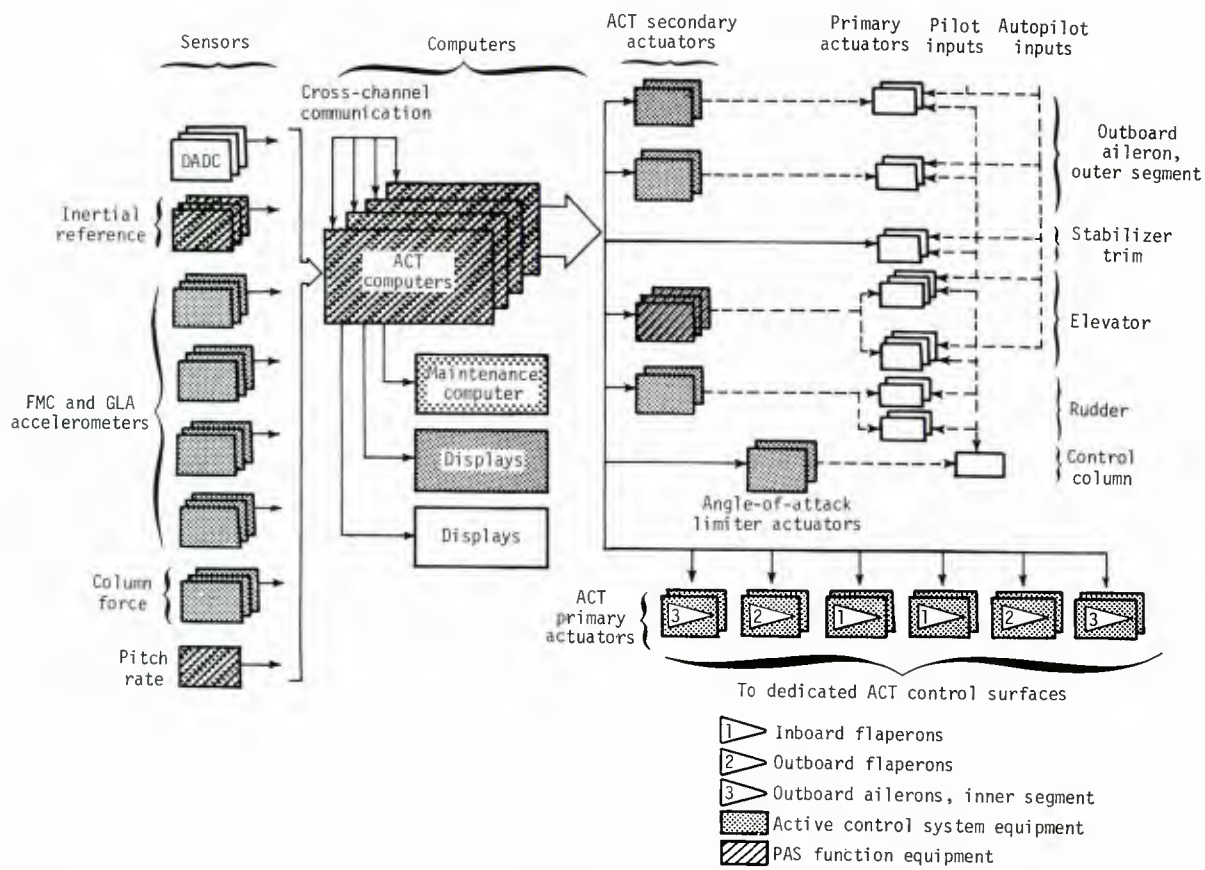 Sensors
Computers
ACT secondary
actuators
Primary
actuators
Pilot
inputs
Autopilot
inputs
Cross-channel
communication
DADC
Inertial
reference
ACT
computers
FMC and GLA
accelerometers
Maintenance
computer
Displays
Displays
Column
force
Pitch
rate
Outboard
aileron,
outer segment
Stabilizer
trim
Elevator
Rudder
Control
column
Angle-of-attack
limiter actuators
ACT
primary
actuators
3
2
1
1
2
3
To dedicated ACT control surfaces
1 Inboard flaperons
2 Outboard flaperons
3 Outboard ailerons, inner segment
Active control system equipment
PAS function equipment